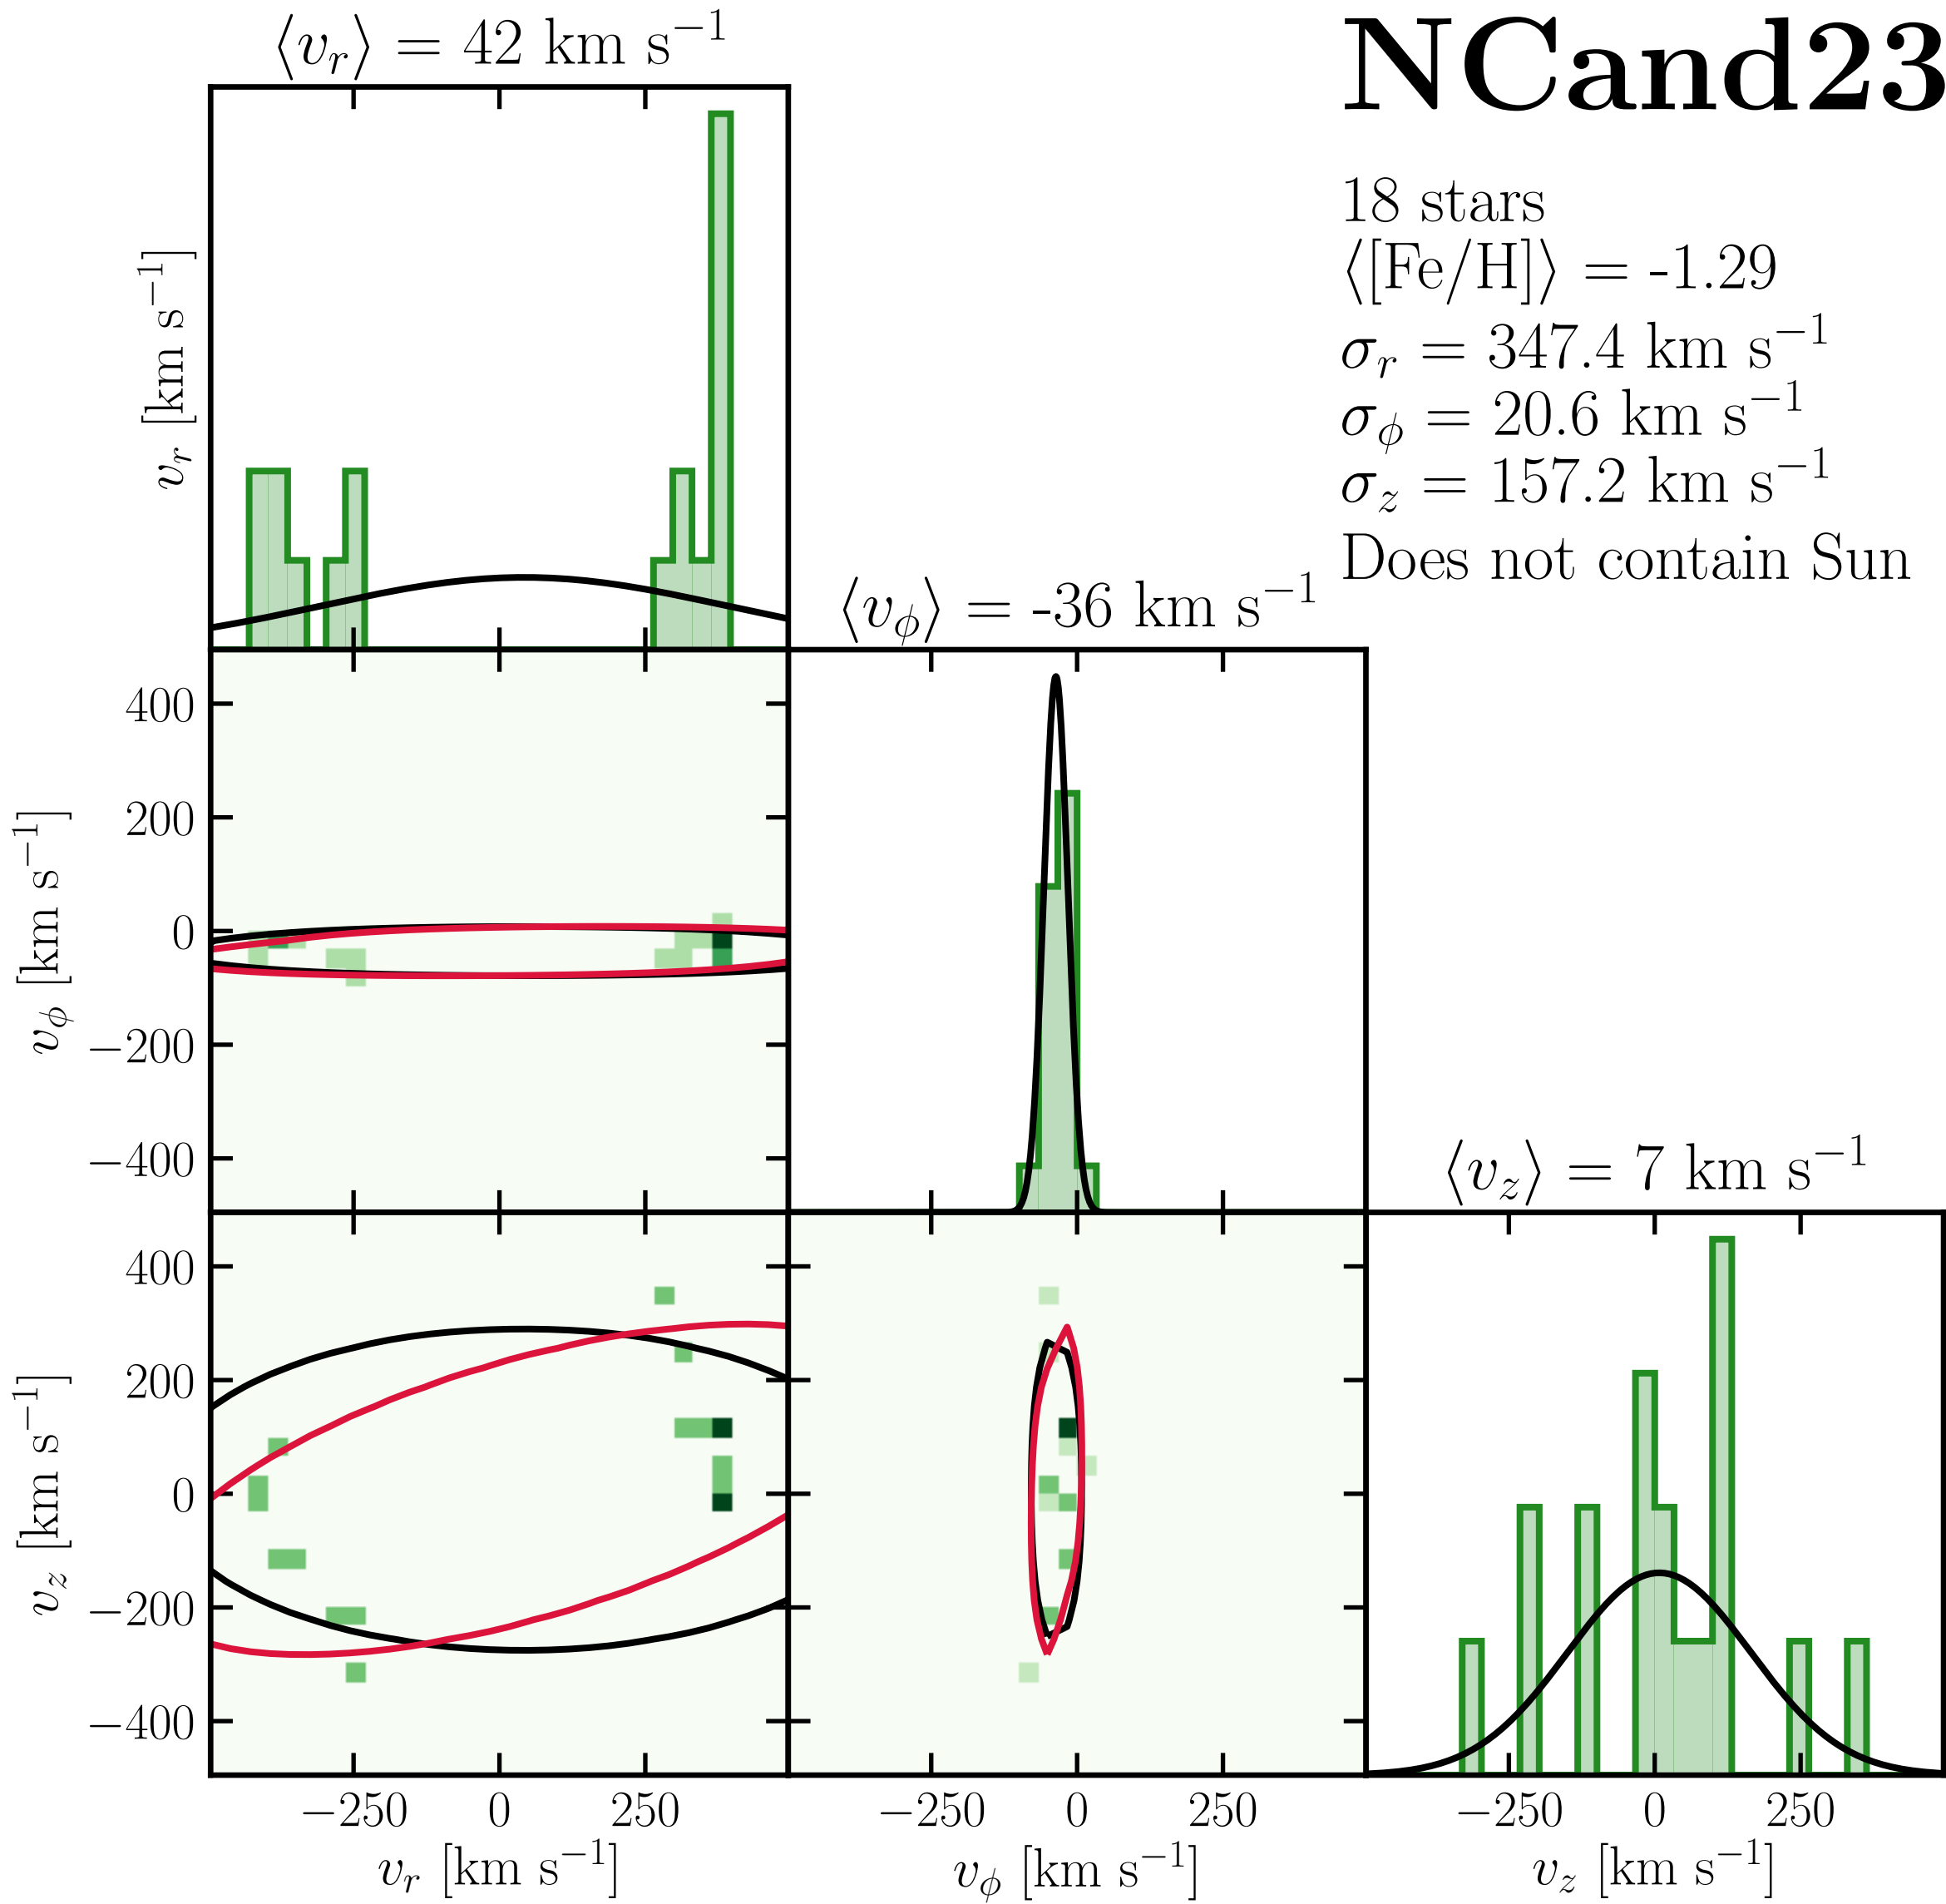 NCand23
⟨v_r⟩ = 42 km s⁻¹
18 stars
⟨[Fe/H]⟩ = -1.29
σ_r = 347.4 km s⁻¹
σ_ϕ = 20.6 km s⁻¹
σ_z = 157.2 km s⁻¹
Does not contain Sun
v_r [km s⁻¹]
⟨v_ϕ⟩ = -36 km s⁻¹
400
200
0
−200
−400
v_ϕ [km s⁻¹]
⟨v_z⟩ = 7 km s⁻¹
400
200
0
−200
−400
v_z [km s⁻¹]
−250 0 250 −250 0 250 −250 0 250
v_r [km s⁻¹] v_ϕ [km s⁻¹] v_z [km s⁻¹]